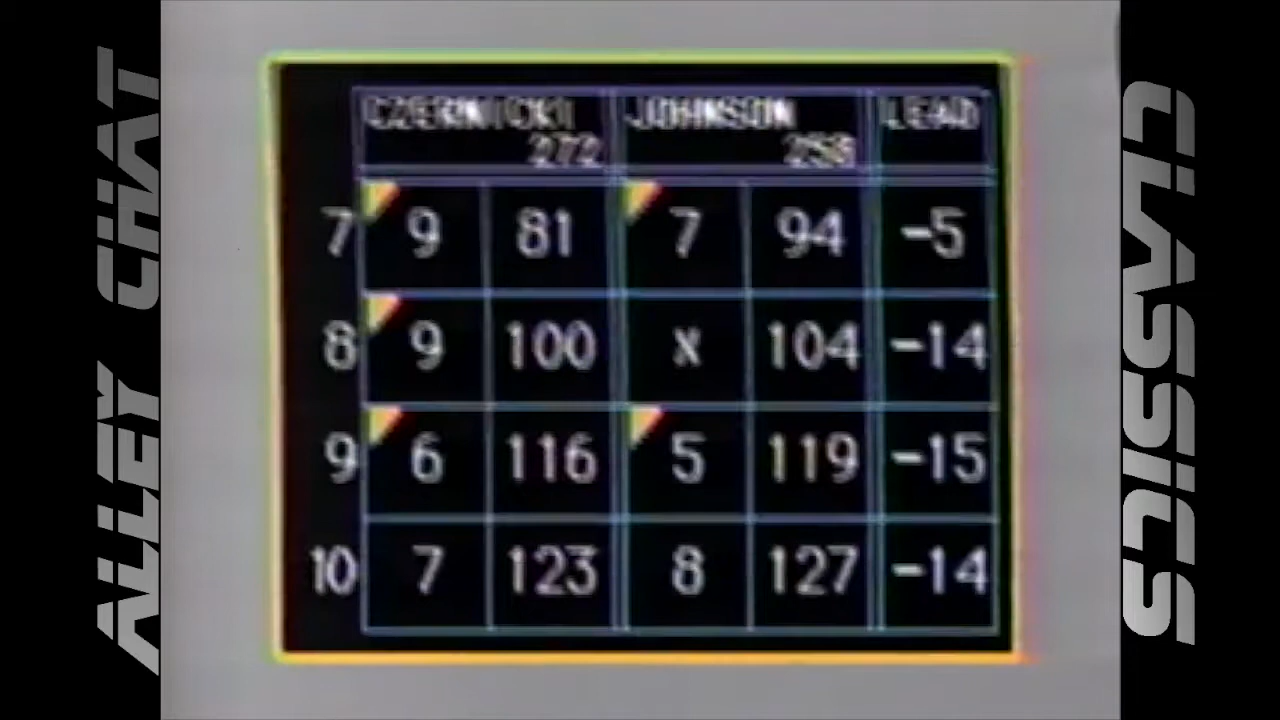 ALLEY CHAT
CZERNICKI JOHNSON LEAD
272 258
7 9 81 7 94 -5
8 9 100 X 104 -14
9 6 116 5 119 -15
10 7 123 8 127 -14
CLASSICS